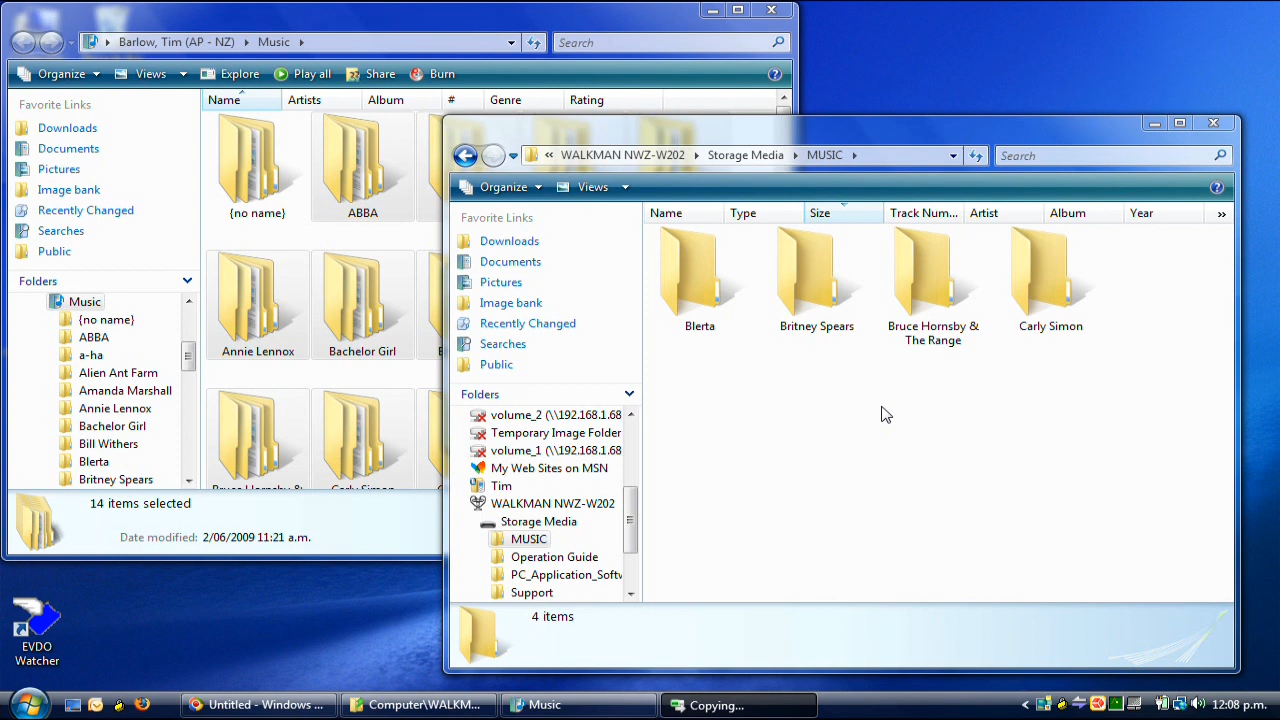 Barlow, Tim (AP - NZ) Music
Search
Organize Views Explore Play all Share Burn
Favorite Links
Downloads
Documents
Pictures
Image bank
Recently Changed
Searches
Public
Folders
Music
{no name}
ABBA
a-ha
Alien Ant Farm
Amanda Marshall
Annie Lennox
Bachelor Girl
Bill Withers
Blerta
Britney Spears
Name Artists Album # Genre Rating
{no name} ABBA
Annie Lennox Bachelor Girl
Bruce Hornsby & Carly Simon
14 items selected
Date modified: 2/06/2009 11:21 a.m.
WALKMAN NWZ-W202 Storage Media MUSIC
Search
Organize Views
Favorite Links
Downloads
Documents
Pictures
Image bank
Recently Changed
Searches
Public
Folders
volume_2 (\\192.168.1.68
Temporary Image Folder
volume_1 (\\192.168.1.68
My Web Sites on MSN
Tim
WALKMAN NWZ-W202
Storage Media
MUSIC
Operation Guide
PC_Application_Softw
Support
Name Type Size Track Num... Artist Album Year
Blerta Britney Spears Bruce Hornsby & Carly Simon
The Range
4 items
EVDO
Watcher
Untitled - Windows ... Computer\WALKM... Music Copying... 12:08 p.m.